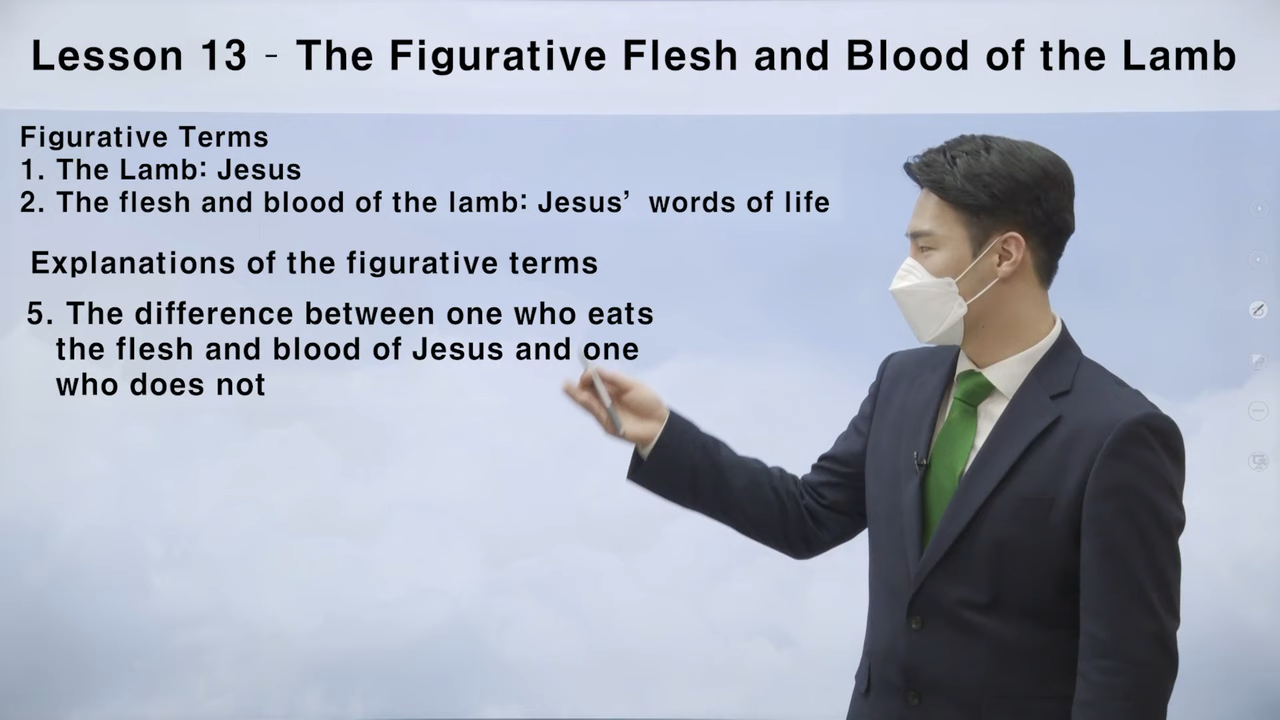 Lesson 13 - The Figurative Flesh and Blood of the Lamb
Figurative Terms
1. The Lamb: Jesus
2. The flesh and blood of the lamb: Jesus’ words of life
Explanations of the figurative terms
5. The difference between one who eats
the flesh and blood of Jesus and one
who does not